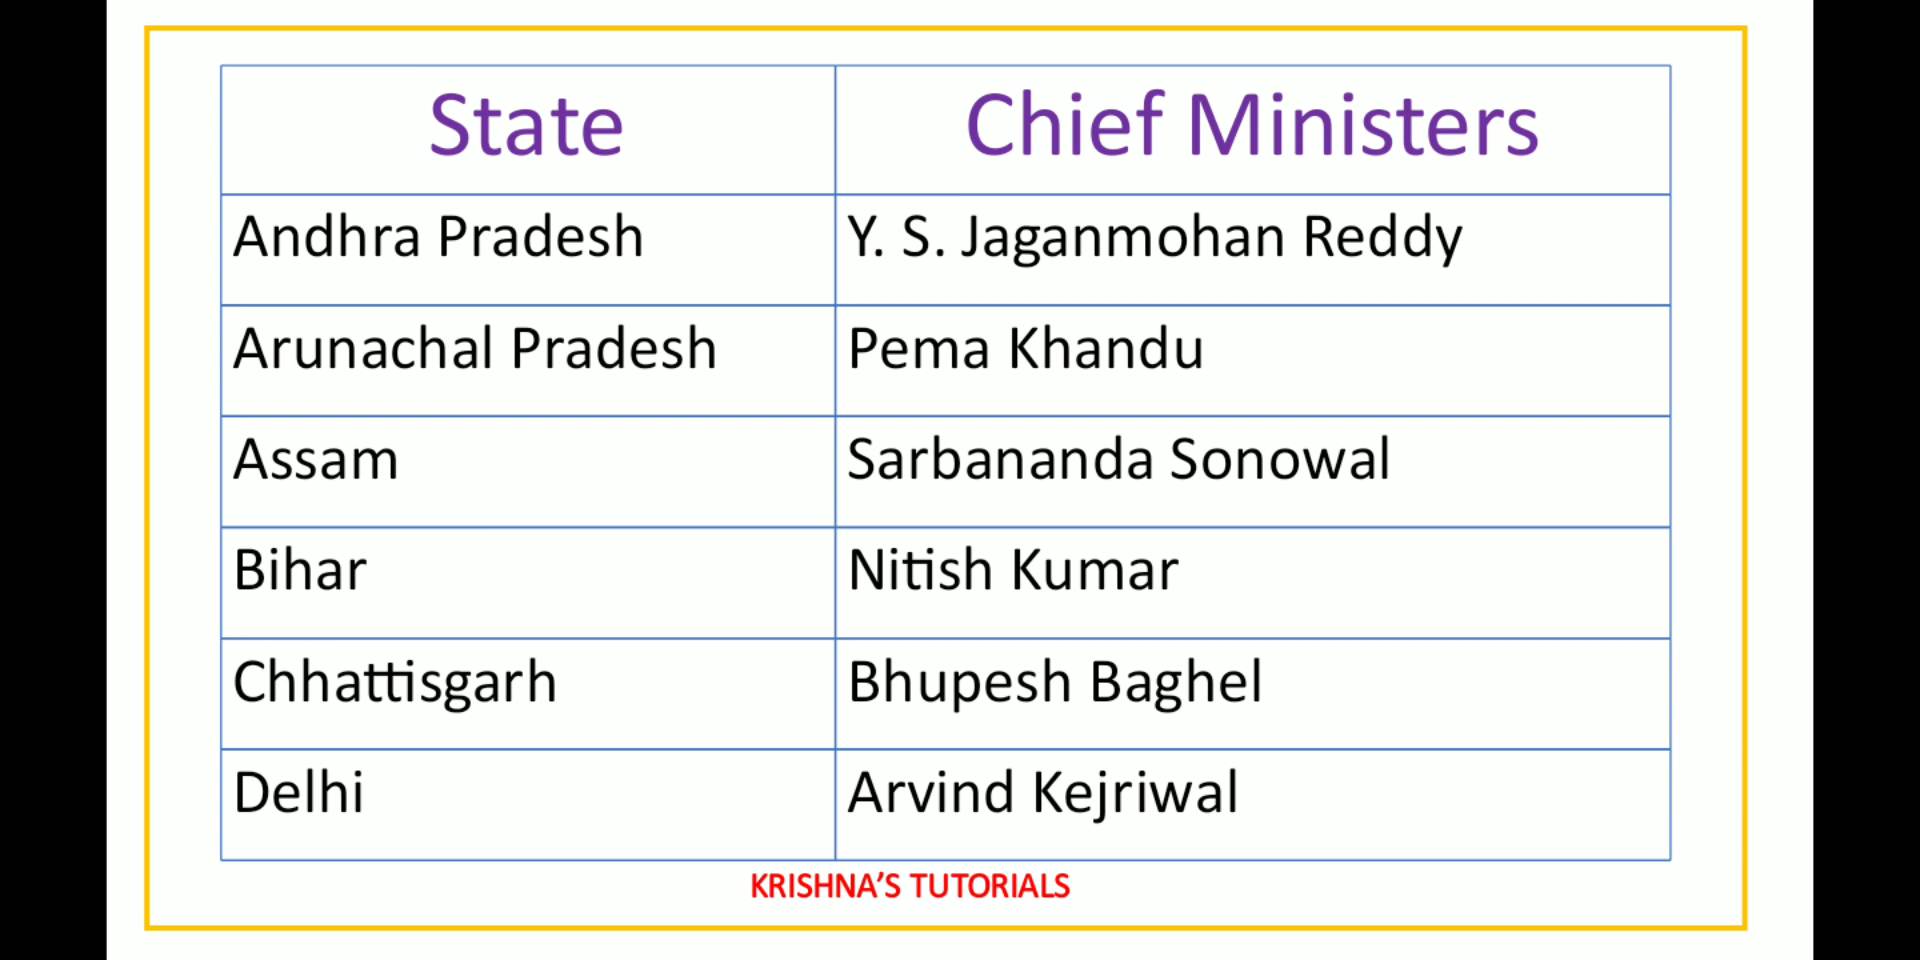 State Chief Ministers
Andhra Pradesh Y. S. Jaganmohan Reddy
Arunachal Pradesh Pema Khandu
Assam Sarbananda Sonowal
Bihar Nitish Kumar
Chhattisgarh Bhupesh Baghel
Delhi Arvind Kejriwal
KRISHNA’S TUTORIALS